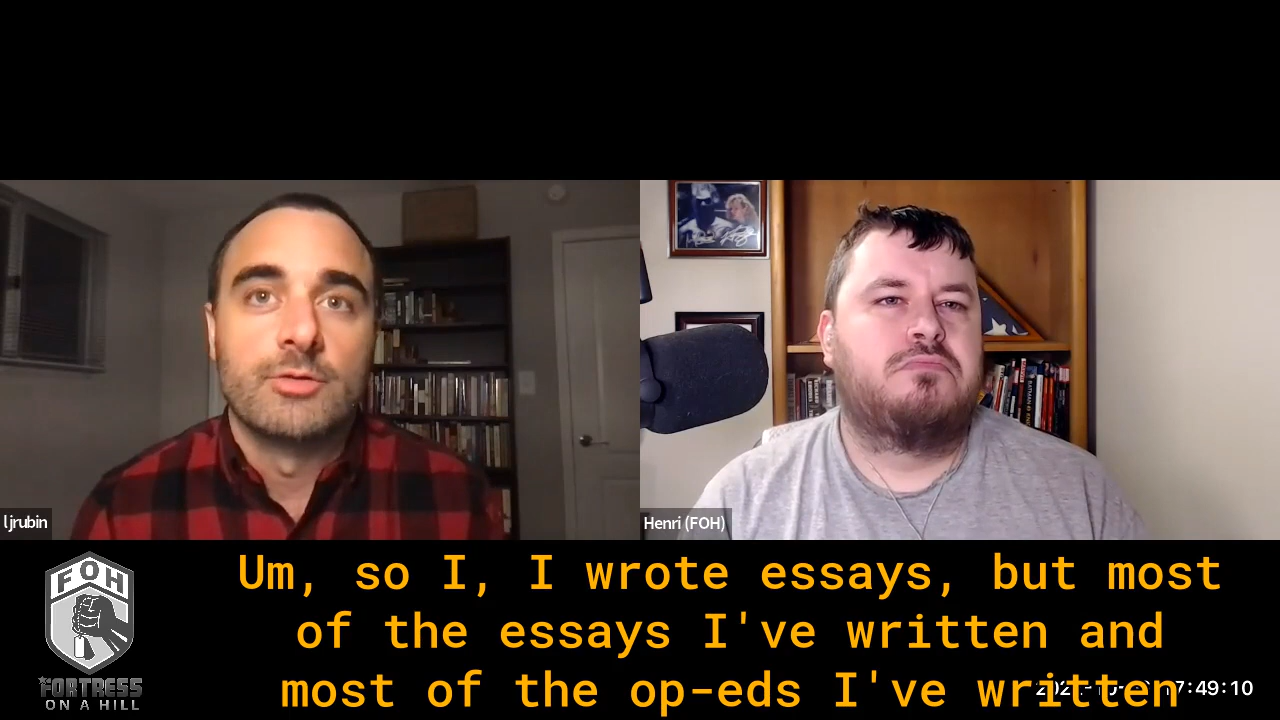 ljrubin
Henri (FOH)
FOH
FORTRESS
ON A HILL
Um, so I, I wrote essays, but most
of the essays I've written and
most of the op-eds I've written
17:49:10